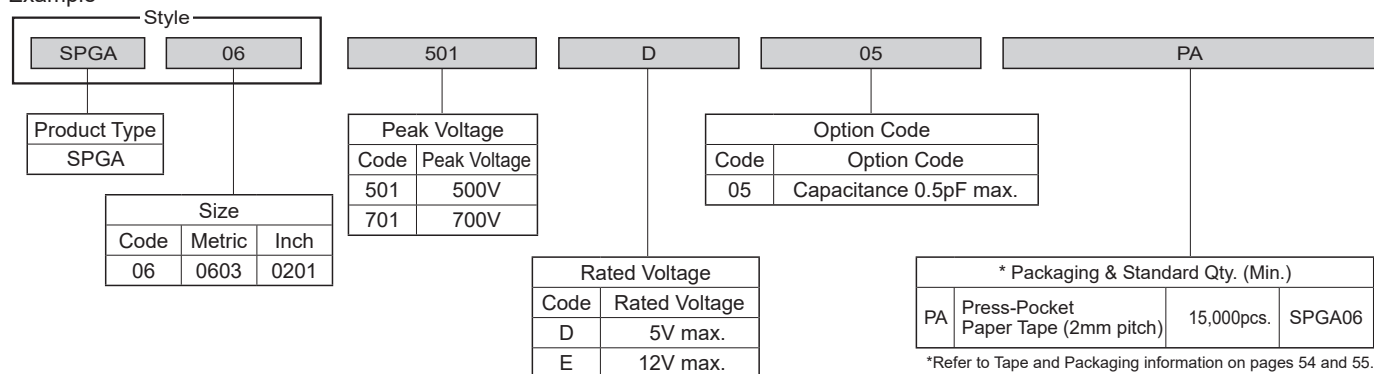 Style
SPGA 06 501 D 05 PA
Product Type
SPGA
Size
Code Metric Inch
06 0603 0201
Peak Voltage
Code Peak Voltage
501 500V
701 700V
Rated Voltage
Code Rated Voltage
D 5V max.
E 12V max.
Option Code
Code Option Code
05 Capacitance 0.5pF max.
* Packaging & Standard Qty. (Min.)
PA Press-Pocket
Paper Tape (2mm pitch) 15,000pcs. SPGA06
*Refer to Tape and Packaging information on pages 54 and 55.